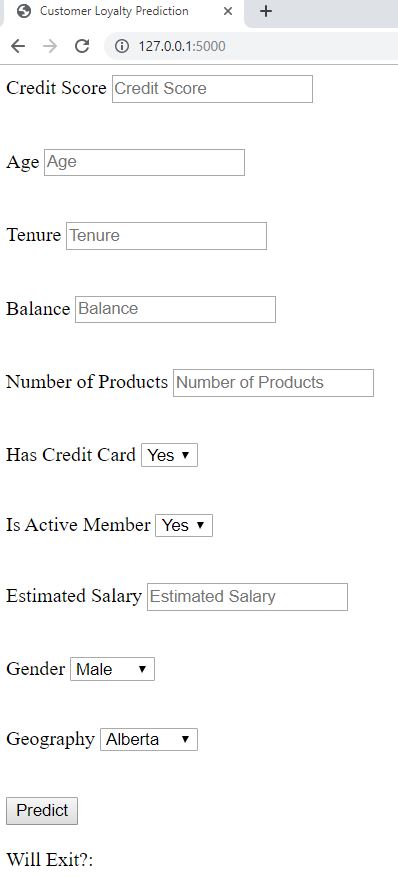 Customer Loyalty Prediction
127.0.0.1:5000
Credit Score Credit Score
Age Age
Tenure Tenure
Balance Balance
Number of Products Number of Products
Has Credit Card Yes
Is Active Member Yes
Estimated Salary Estimated Salary
Gender Male
Geography Alberta
Predict
Will Exit?: